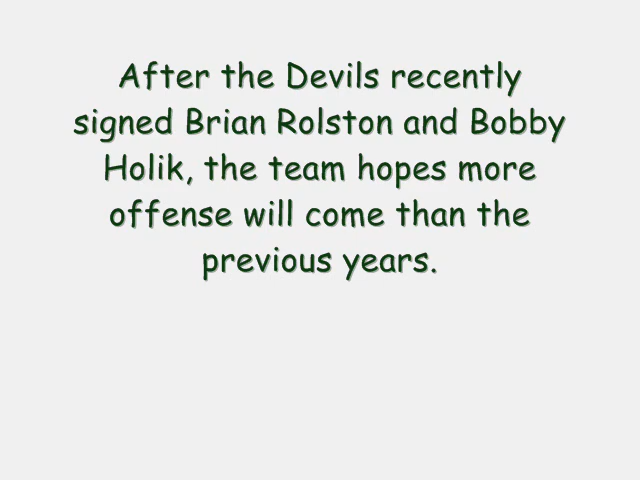 After the Devils recently
signed Brian Rolston and Bobby
Holik, the team hopes more
offense will come than the
previous years.